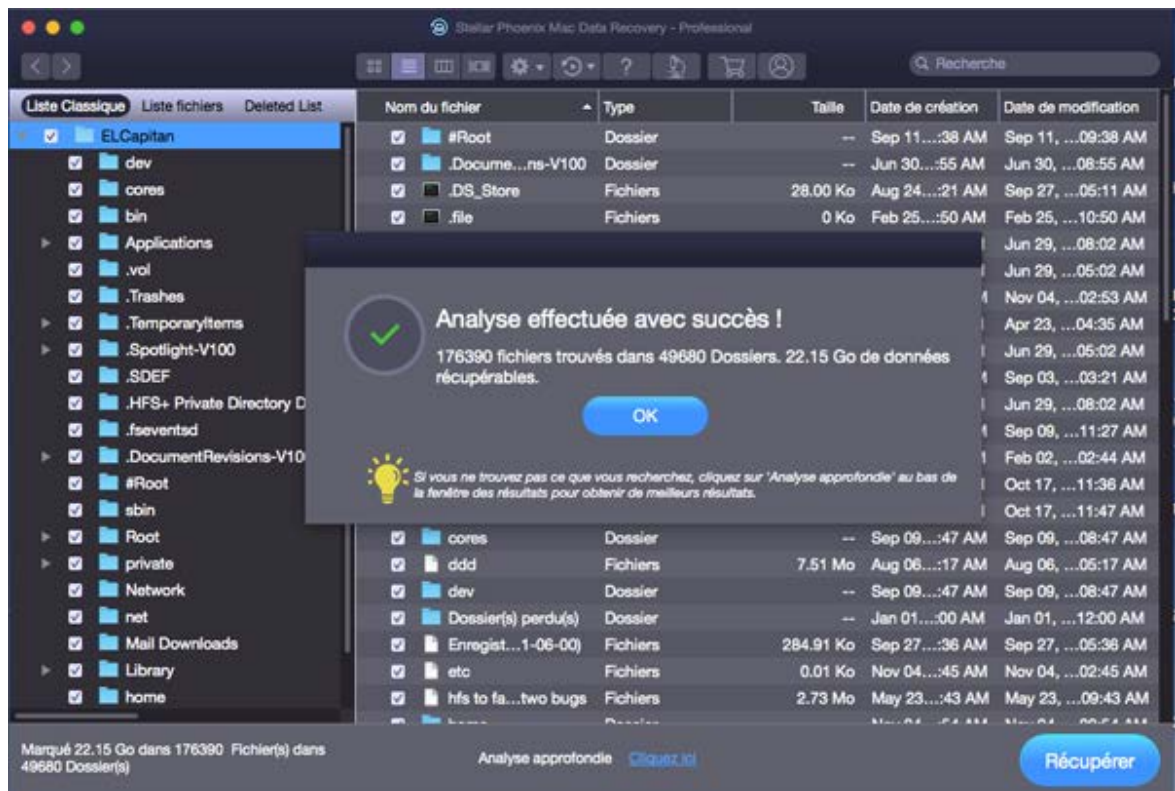 Stellar Phoenix Mac Data Recovery - Professional
Recherche
Liste Classique Liste fichiers Deleted List
ELCapitan
dev
cores
bin
Applications
.vol
.Trashes
.TemporaryItems
.Spotlight-V100
.SDEF
.HFS+ Private Directory D
.fseventsd
.DocumentRevisions-V10
#Root
sbin
Root
private
Network
net
Mail Downloads
Library
home
Nom du fichier Type Taille Date de création Date de modification
#Root Dossier -- Sep 11...:38 AM Sep 11, ...09:38 AM
.Docume...ns-V100 Dossier -- Jun 30...:55 AM Jun 30, ...08:55 AM
.DS_Store Fichiers 28.00 Ko Aug 24...:21 AM Sep 27, ...05:11 AM
.file Fichiers 0 Ko Feb 25...:50 AM Feb 25, ...10:50 AM
Jun 29, ...08:02 AM
Jun 29, ...05:02 AM
Nov 04, ...02:53 AM
Apr 23, ...04:35 AM
Jun 29, ...05:02 AM
Sep 03, ...03:21 AM
Jun 29, ...08:02 AM
Sep 09, ...11:27 AM
Feb 02, ...02:44 AM
Oct 17, ...11:36 AM
Oct 17, ...11:47 AM
Analyse effectuée avec succès !
176390 fichiers trouvés dans 49680 Dossiers. 22.15 Go de données
récupérables.
OK
Si vous ne trouvez pas ce que vous recherchez, cliquez sur 'Analyse approfondie' au bas de
la fenêtre des résultats pour obtenir de meilleurs résultats.
cores Dossier -- Sep 09...:47 AM Sep 09, ...08:47 AM
ddd Fichiers 7.51 Mo Aug 06...:17 AM Aug 06, ...05:17 AM
dev Dossier -- Sep 09...:47 AM Sep 09, ...08:47 AM
Dossier(s) perdu(s) Dossier -- Jan 01...:00 AM Jan 01, ...12:00 AM
Enregist...1-06-00) Fichiers 284.91 Ko Sep 27...:36 AM Sep 27, ...05:36 AM
etc Fichiers 0.01 Ko Nov 04...:45 AM Nov 04, ...02:45 AM
hfs to fa...two bugs Fichiers 2.73 Mo May 23...:43 AM May 23, ...09:43 AM
Marqué 22.15 Go dans 176390 Fichier(s) dans
49680 Dossier(s)
Analyse approfondie Cliquez ici
Récupérer